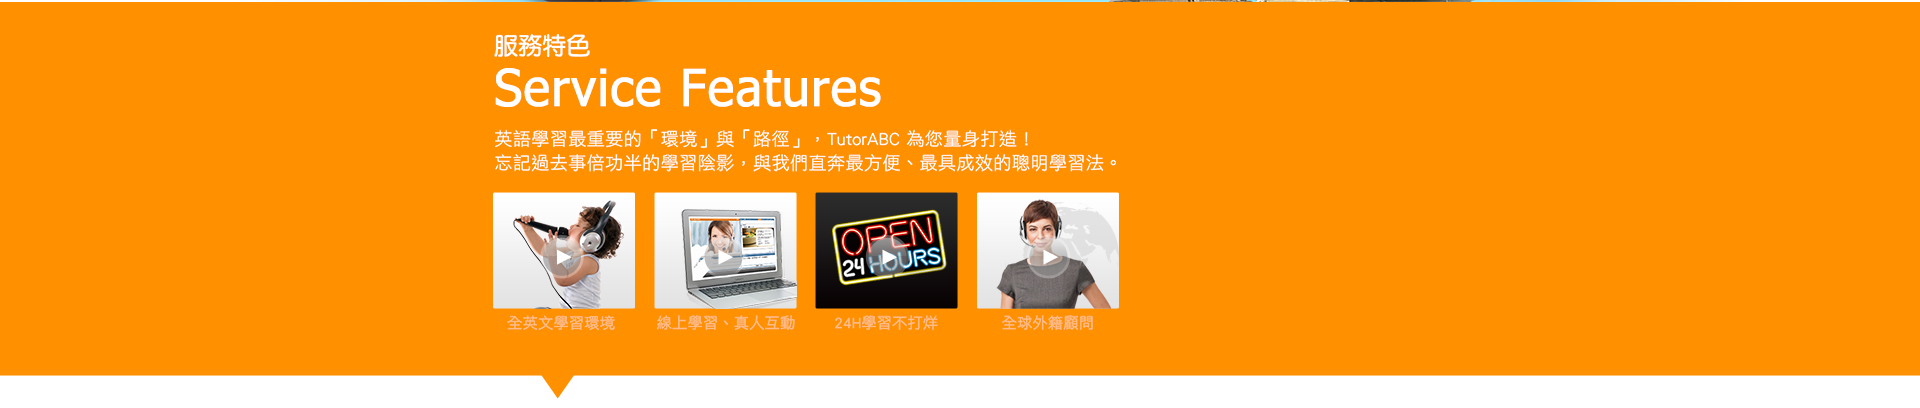 服務特色
Service Features
英語學習最重要的「環境」與「路徑」，TutorABC 為您量身打造！
忘記過去事倍功半的學習陰影，與我們直奔最方便、最具成效的聰明學習法。
OPEN
24 HOURS
全英文學習環境
線上學習、真人互動
24H學習不打烊
全球外籍顧問